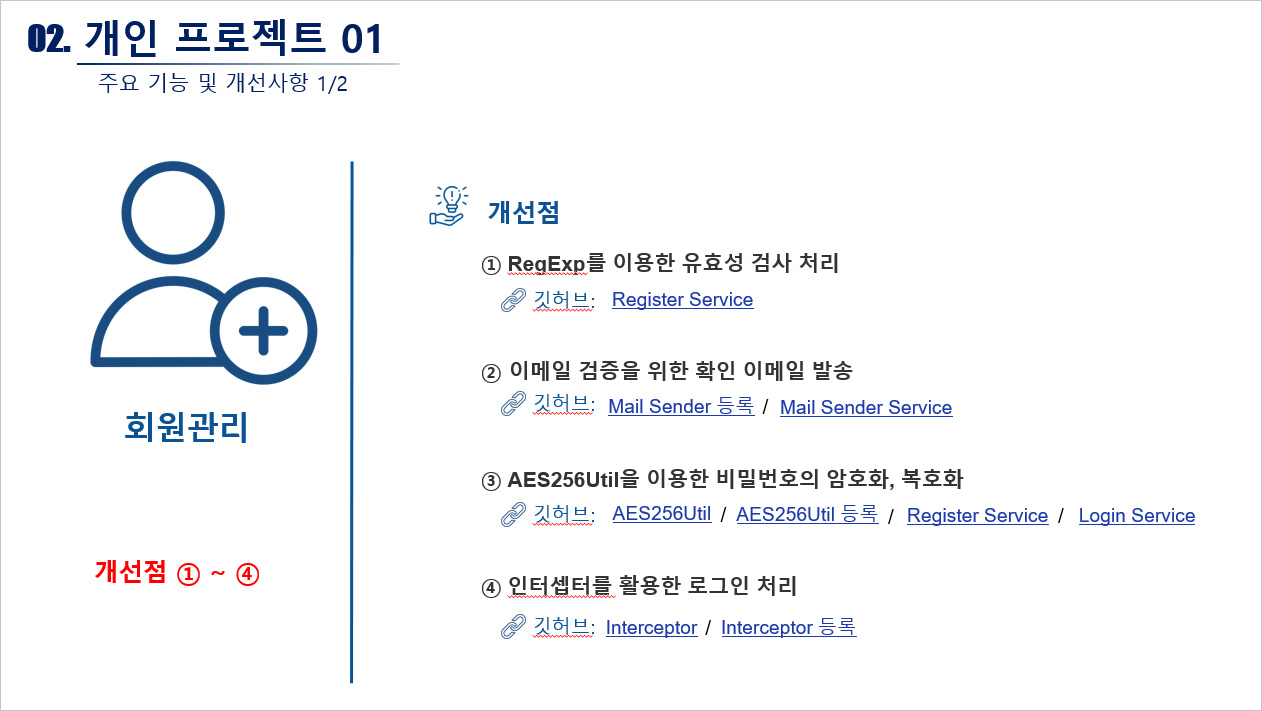 02. 개인 프로젝트 01
주요 기능 및 개선사항 1/2
회원관리
개선점 ① ~ ④
개선점
① RegExp를 이용한 유효성 검사 처리
깃허브: Register Service
② 이메일 검증을 위한 확인 이메일 발송
깃허브: Mail Sender 등록 / Mail Sender Service
③ AES256Util을 이용한 비밀번호의 암호화, 복호화
깃허브: AES256Util / AES256Util 등록 / Register Service / Login Service
④ 인터셉터를 활용한 로그인 처리
깃허브: Interceptor / Interceptor 등록